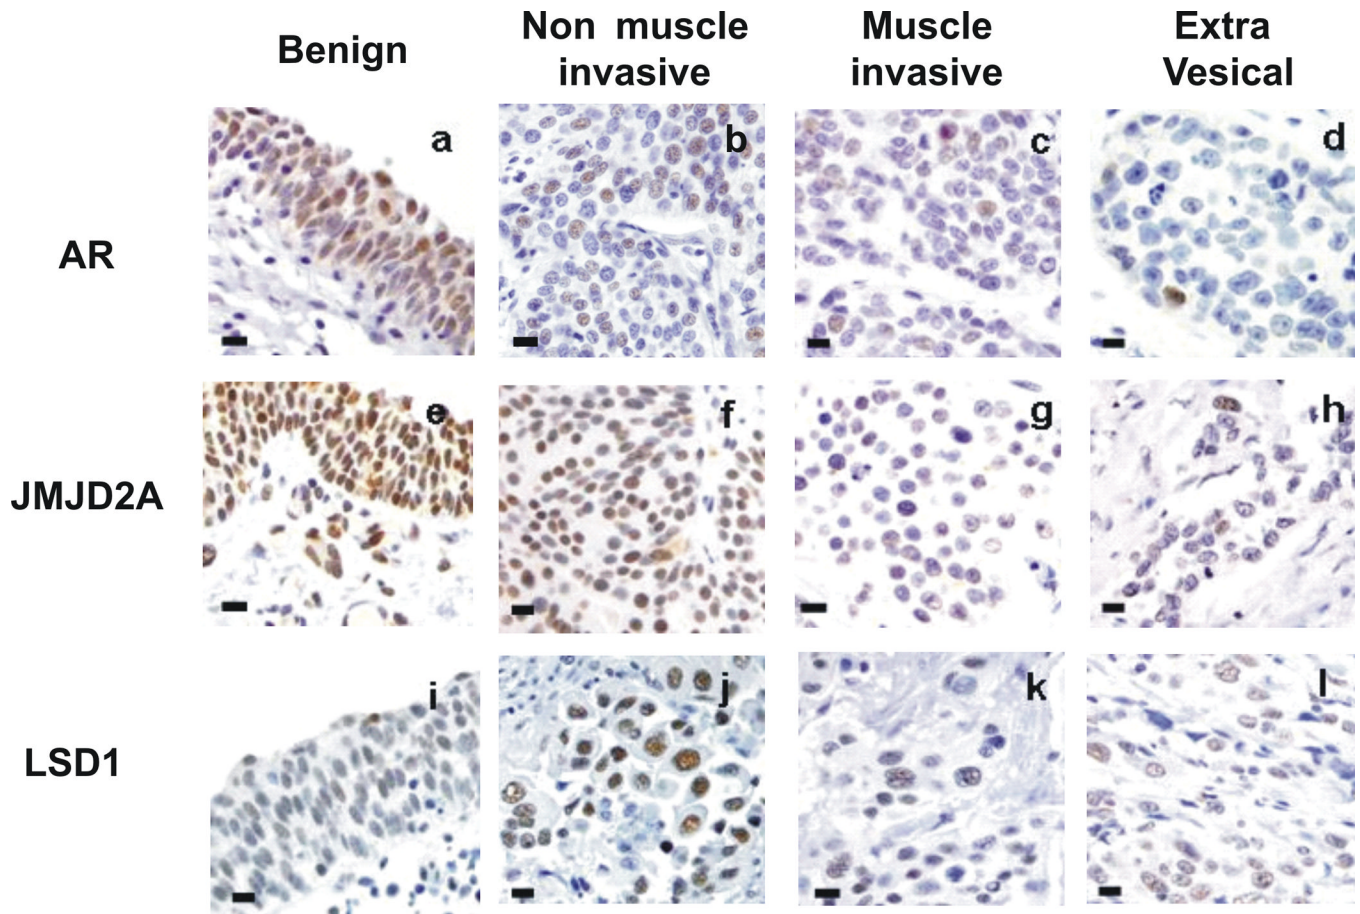 Benign
Non muscle
invasive
Muscle
invasive
Extra
Vesical
AR
a
b
c
d
JMJD2A
e
f
g
h
LSD1
i
j
k
l